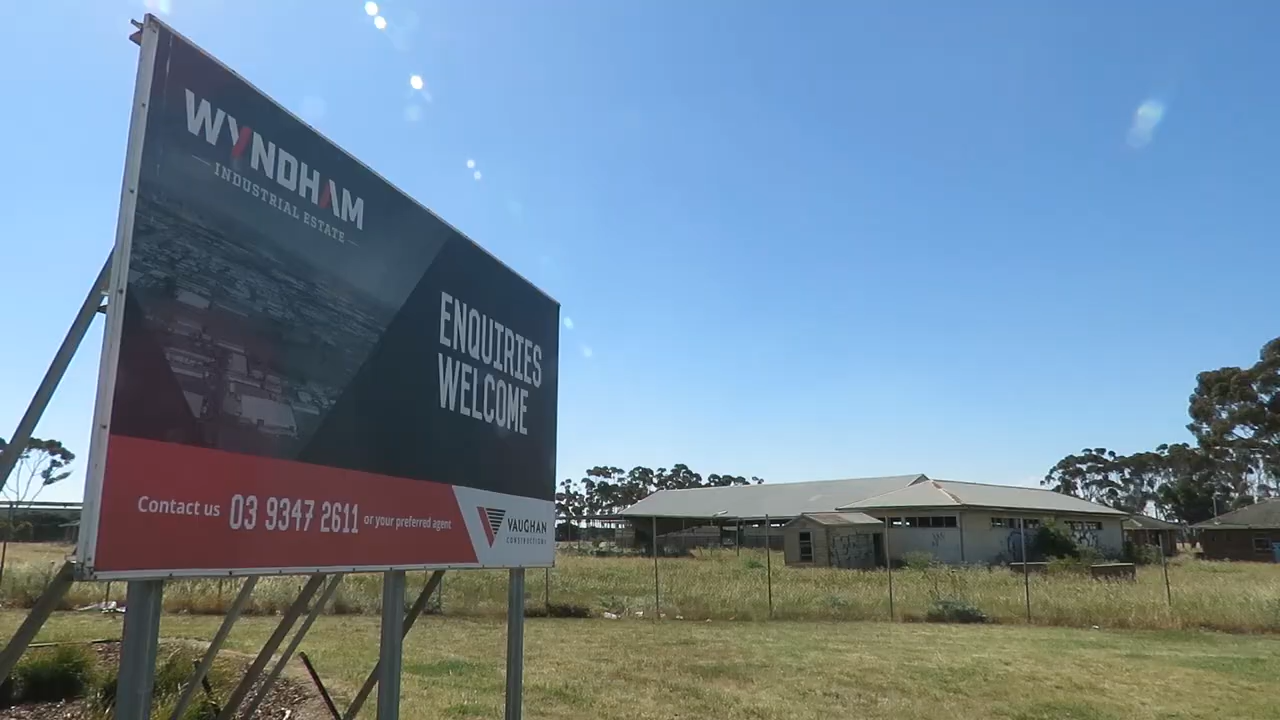 WYNDHAM
INDUSTRIAL ESTATE
ENQUIRIES
WELCOME
Contact us 03 9347 2611 or your preferred agent
VAUGHAN
CONSTRUCTIONS